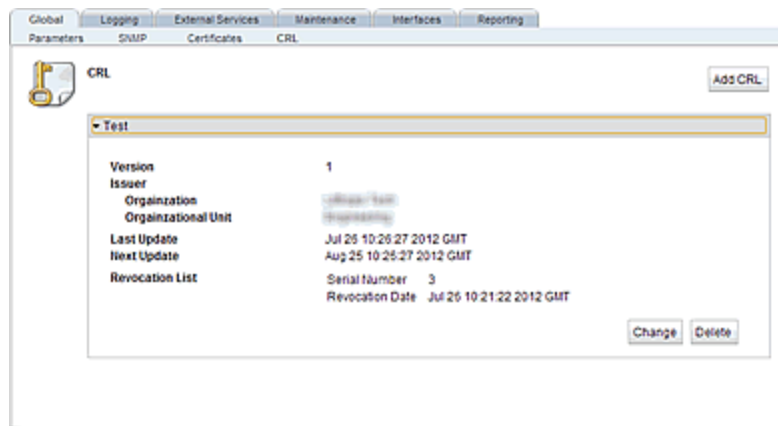 Global Logging External Services Maintenance Interfaces Reporting
Parameters SNMP Certificates CRL
CRL
Add CRL
Test
Version 1
Issuer
Orgainzation
Orgainzational Unit
Last Update Jul 26 10:26:27 2012 GMT
Next Update Aug 25 10:26:27 2012 GMT
Revocation List Serial Number 3
Revocation Date Jul 26 10:21:22 2012 GMT
Change Delete